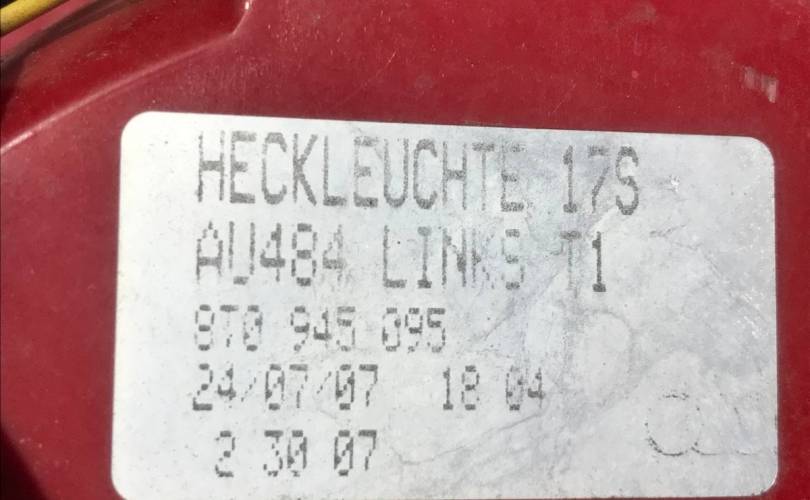 HECKLEUCHTE 17S
AU484 LINKS T1
8T0 945 095
24/07/07 18 04
2 30 07